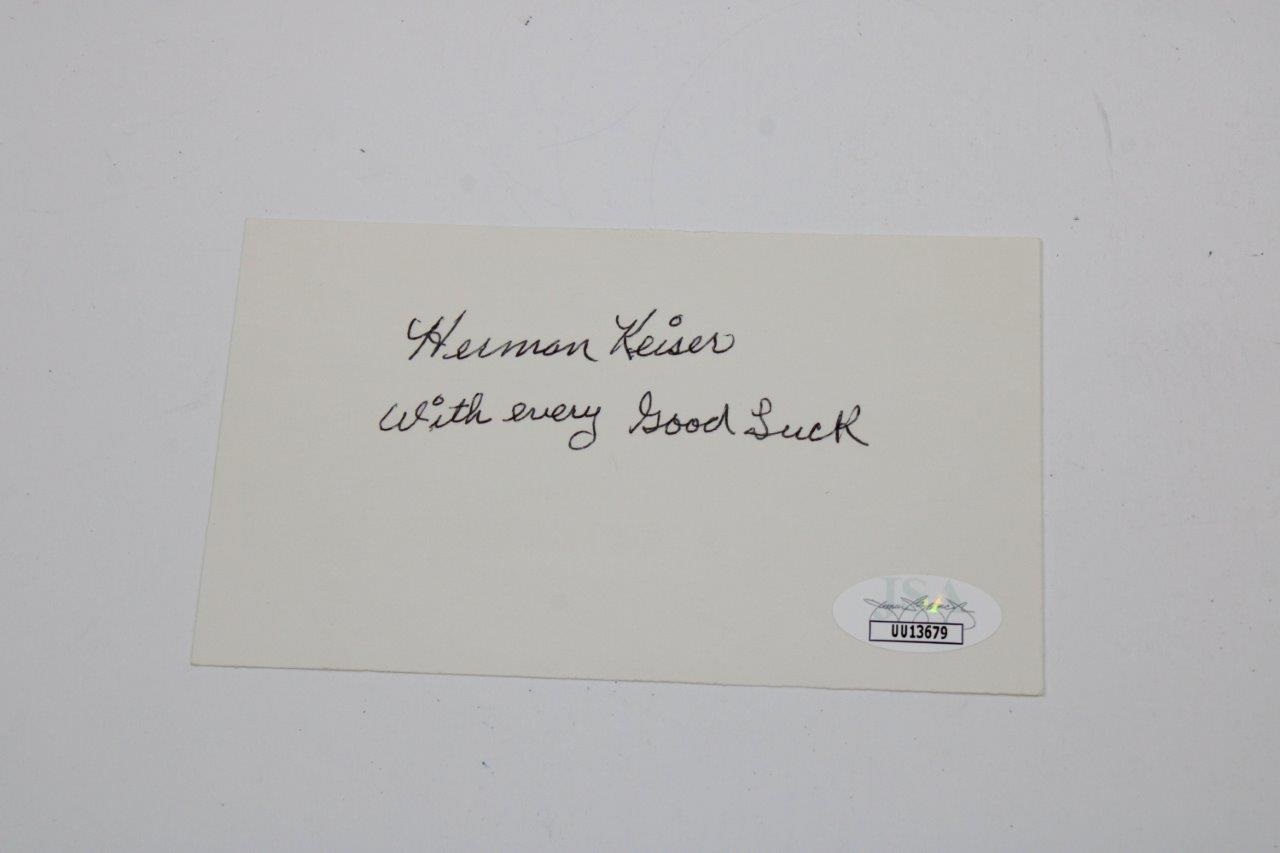 Herman Keiser
With every Good Luck
JSA
UU13679